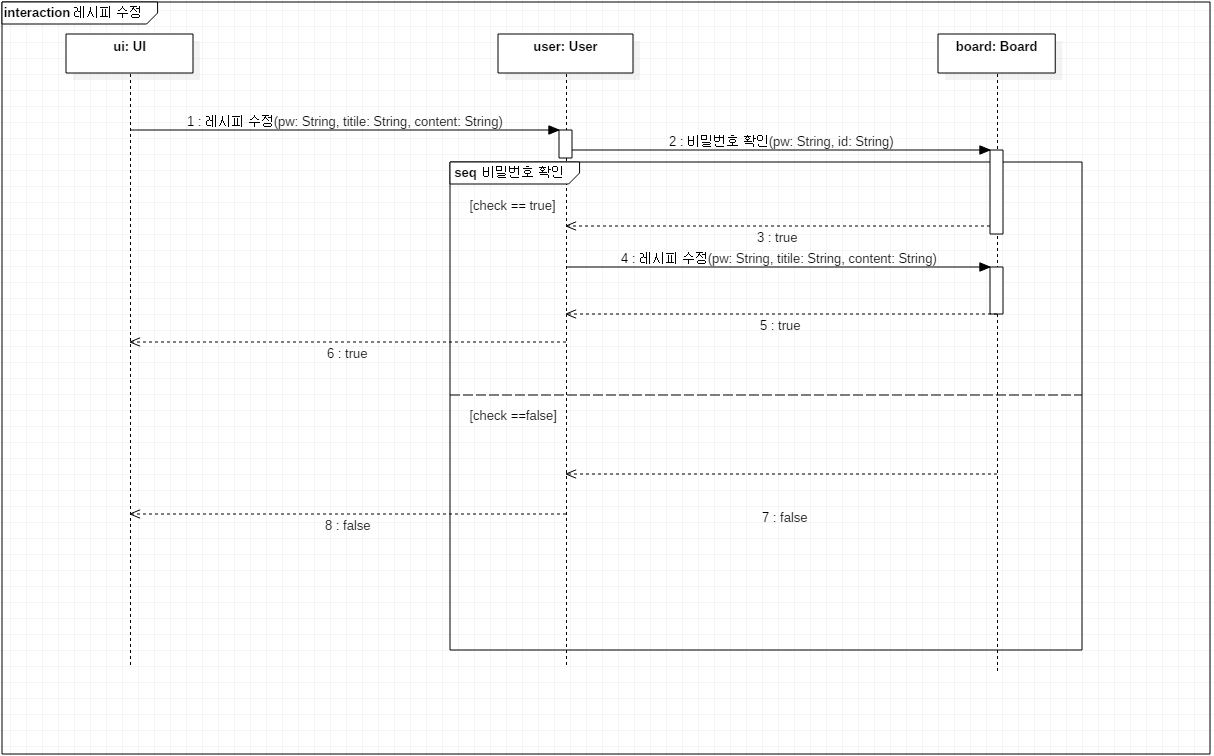 interaction 레시피 수정
ui: UI
user: User
board: Board
1 : 레시피 수정(pw: String, titile: String, content: String)
2 : 비밀번호 확인(pw: String, id: String)
seq 비밀번호 확인
[check == true]
3 : true
4 : 레시피 수정(pw: String, titile: String, content: String)
5 : true
6 : true
[check ==false]
7 : false
8 : false